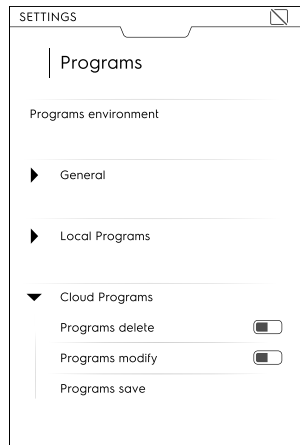 SETTINGS
Programs
Programs environment
General
Local Programs
Cloud Programs
Programs delete
Programs modify
Programs save